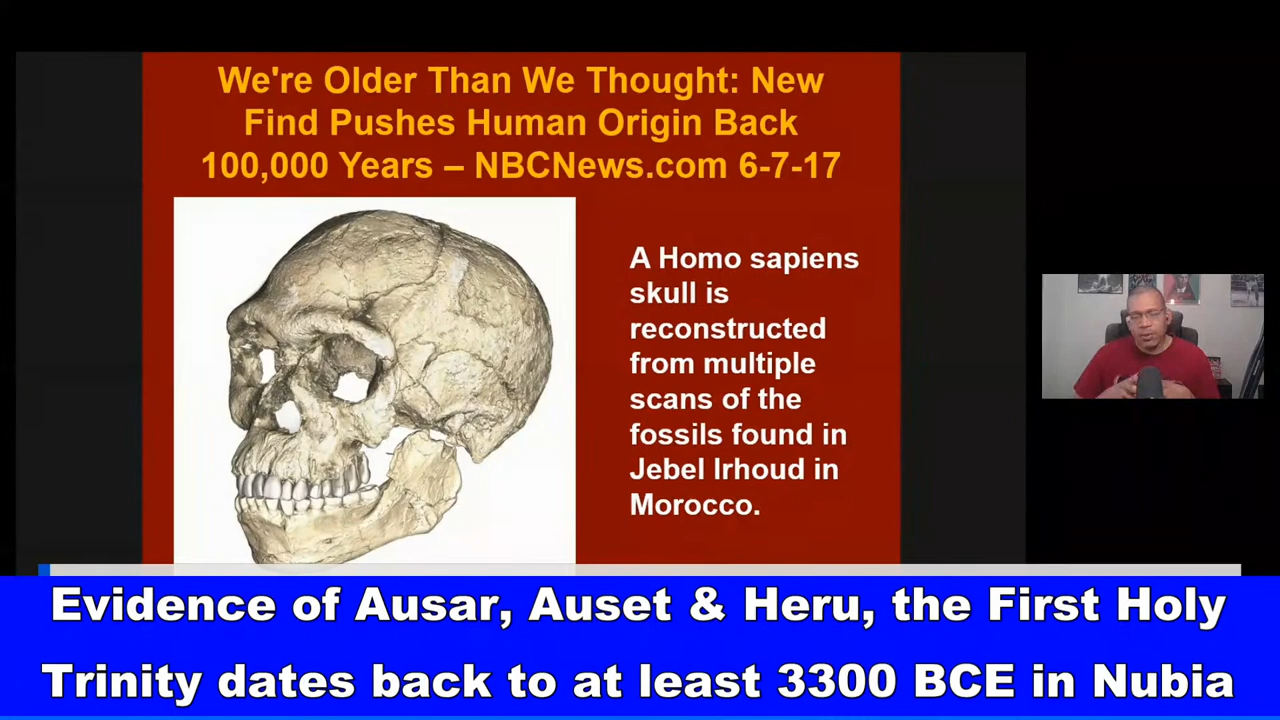 We're Older Than We Thought: New
Find Pushes Human Origin Back
100,000 Years – NBCNews.com 6-7-17
A Homo sapiens
skull is
reconstructed
from multiple
scans of the
fossils found in
Jebel Irhoud in
Morocco.
Evidence of Ausar, Auset & Heru, the First Holy
Trinity dates back to at least 3300 BCE in Nubia